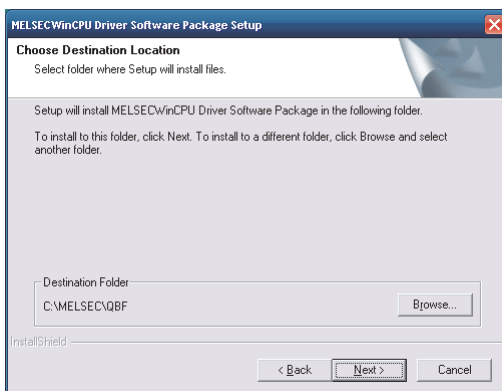 MELSECWinCPU Driver Software Package Setup
Choose Destination Location
Select folder where Setup will install files.
Setup will install MELSECWinCPU Driver Software Package in the following folder.
To install to this folder, click Next. To install to a different folder, click Browse and select
another folder.
Destination Folder
C:\MELSEC\QBF
Browse...
InstallShield
< Back
Next >
Cancel